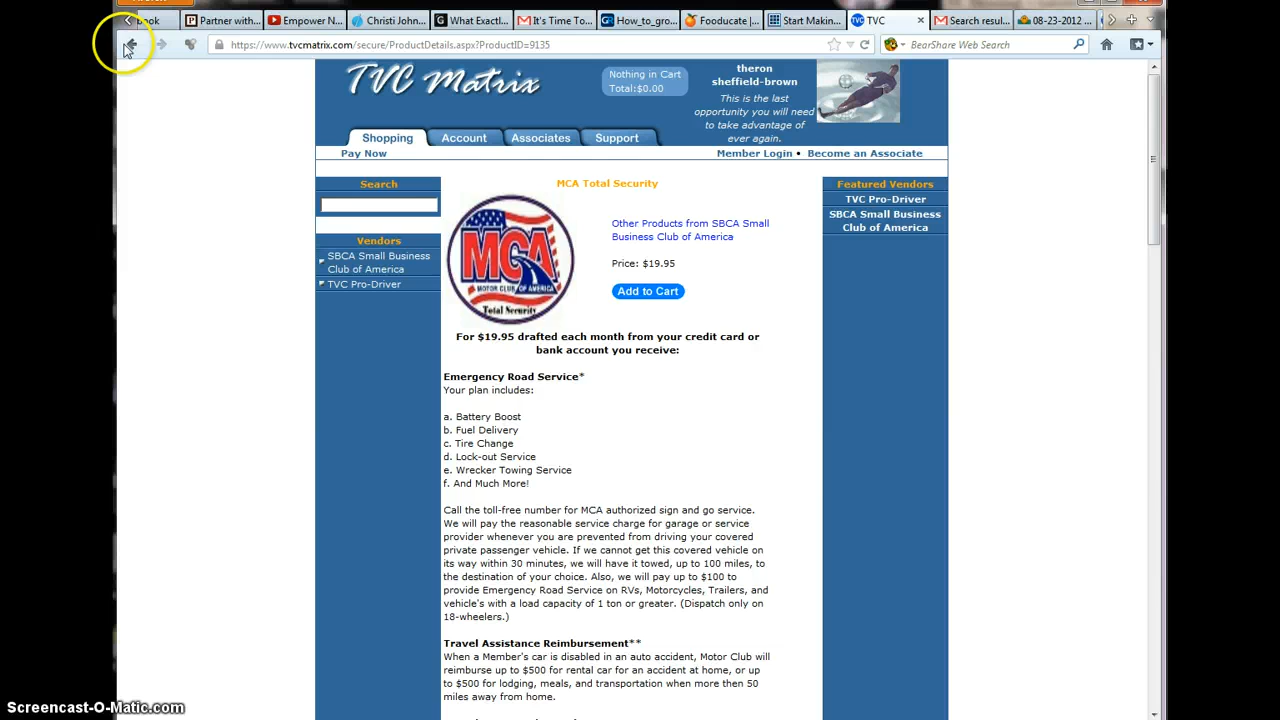 ook
Partner with...
Empower N...
Christi John...
What Exactl...
It's Time To...
How_to_gro...
Fooducate |...
Start Makin...
TVC
Search resul...
08-23-2012 ...
https://www.tvcmatrix.com/secure/ProductDetails.aspx?ProductID=9135
BearShare Web Search
TVC Matrix
Nothing in Cart
Total:$0.00
theron
sheffield-brown
This is the last
opportunity you will need
to take advantage of
ever again.
Shopping
Account
Associates
Support
Pay Now
Member Login • Become an Associate
Search
Vendors
SBCA Small Business
Club of America
TVC Pro-Driver
MCA Total Security
MCA
MOTOR CLUB OF AMERICA
Total Security
Other Products from SBCA Small
Business Club of America
Price: $19.95
Add to Cart
For $19.95 drafted each month from your credit card or
bank account you receive:
Emergency Road Service*
Your plan includes:
a. Battery Boost
b. Fuel Delivery
c. Tire Change
d. Lock-out Service
e. Wrecker Towing Service
f. And Much More!
Call the toll-free number for MCA authorized sign and go service.
We will pay the reasonable service charge for garage or service
provider whenever you are prevented from driving your covered
private passenger vehicle. If we cannot get this covered vehicle on
its way within 30 minutes, we will have it towed, up to 100 miles, to
the destination of your choice. Also, we will pay up to $100 to
provide Emergency Road Service on RVs, Motorcycles, Trailers, and
vehicle's with a load capacity of 1 ton or greater. (Dispatch only on
18-wheelers.)
Travel Assistance Reimbursement**
When a Member's car is disabled in an auto accident, Motor Club will
reimburse up to $500 for rental car for an accident at home, or up
to $500 for lodging, meals, and transportation when more then 50
miles away from home.
Featured Vendors
TVC Pro-Driver
SBCA Small Business
Club of America
Screencast-O-Matic.com